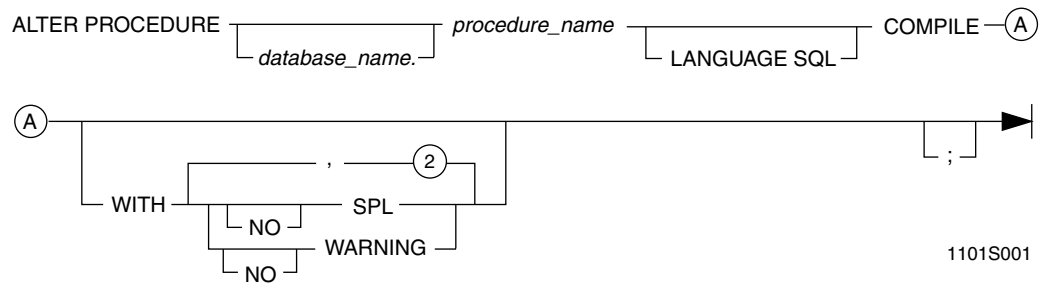 ALTER PROCEDURE procedure_name COMPILE A
database_name. LANGUAGE SQL
A
, 2 ;
WITH SPL
NO
WARNING
NO
1101S001